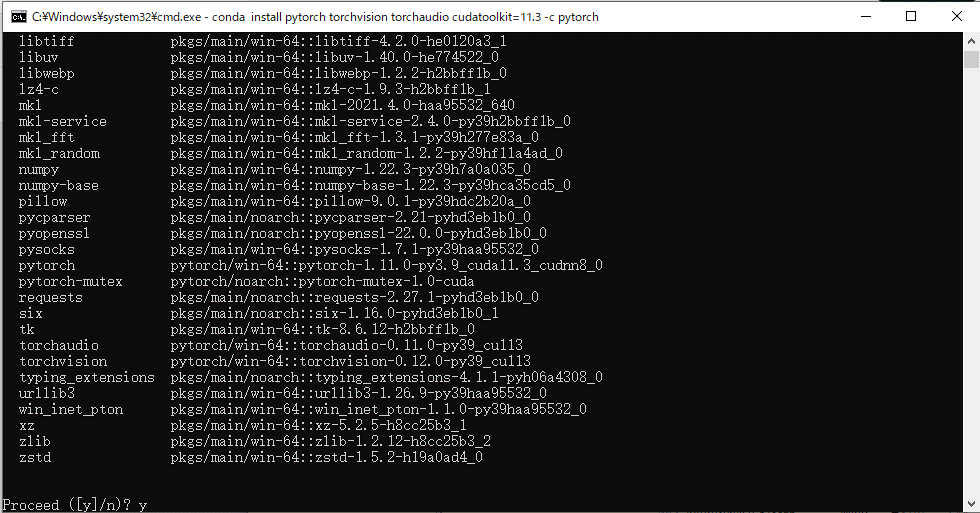 C:¥Windows¥system32¥cmd.exe - conda  install pytorch torchvision torchaudio cudatoolkit=11.3 -c pytorch
libtiff            pkgs/main/win-64::libtiff-4.2.0-he0120a3_1
libuv              pkgs/main/win-64::libuv-1.40.0-he774522_0
libwebp            pkgs/main/win-64::libwebp-1.2.2-h2bbff1b_0
lz4-c              pkgs/main/win-64::lz4-c-1.9.3-h2bbff1b_1
mkl                pkgs/main/win-64::mkl-2021.4.0-haa95532_640
mkl-service        pkgs/main/win-64::mkl-service-2.4.0-py39h2bbff1b_0
mkl_fft            pkgs/main/win-64::mkl_fft-1.3.1-py39h277e83a_0
mkl_random         pkgs/main/win-64::mkl_random-1.2.2-py39hf11a4ad_0
numpy              pkgs/main/win-64::numpy-1.22.3-py39h7a0a035_0
numpy-base         pkgs/main/win-64::numpy-base-1.22.3-py39hca35cd5_0
pillow             pkgs/main/win-64::pillow-9.0.1-py39hdc2b20a_0
pycparser          pkgs/main/noarch::pycparser-2.21-pyhd3eb1b0_0
pyopenssl          pkgs/main/noarch::pyopenssl-22.0.0-pyhd3eb1b0_0
pysocks            pkgs/main/win-64::pysocks-1.7.1-py39haa95532_0
pytorch            pytorch/win-64::pytorch-1.11.0-py3.9_cuda11.3_cudnn8_0
pytorch-mutex      pytorch/noarch::pytorch-mutex-1.0-cuda
requests           pkgs/main/noarch::requests-2.27.1-pyhd3eb1b0_0
six                pkgs/main/noarch::six-1.16.0-pyhd3eb1b0_1
tk                 pkgs/main/win-64::tk-8.6.12-h2bbff1b_0
torchaudio         pytorch/win-64::torchaudio-0.11.0-py39_cu113
torchvision        pytorch/win-64::torchvision-0.12.0-py39_cu113
typing_extensions  pkgs/main/noarch::typing_extensions-4.1.1-pyh06a4308_0
urllib3            pkgs/main/win-64::urllib3-1.26.9-py39haa95532_0
win_inet_pton      pkgs/main/win-64::win_inet_pton-1.1.0-py39haa95532_0
xz                 pkgs/main/win-64::xz-5.2.5-h8cc25b3_1
zlib               pkgs/main/win-64::zlib-1.2.12-h8cc25b3_2
zstd               pkgs/main/win-64::zstd-1.5.2-h19a0ad4_0
Proceed ([y]/n)? y